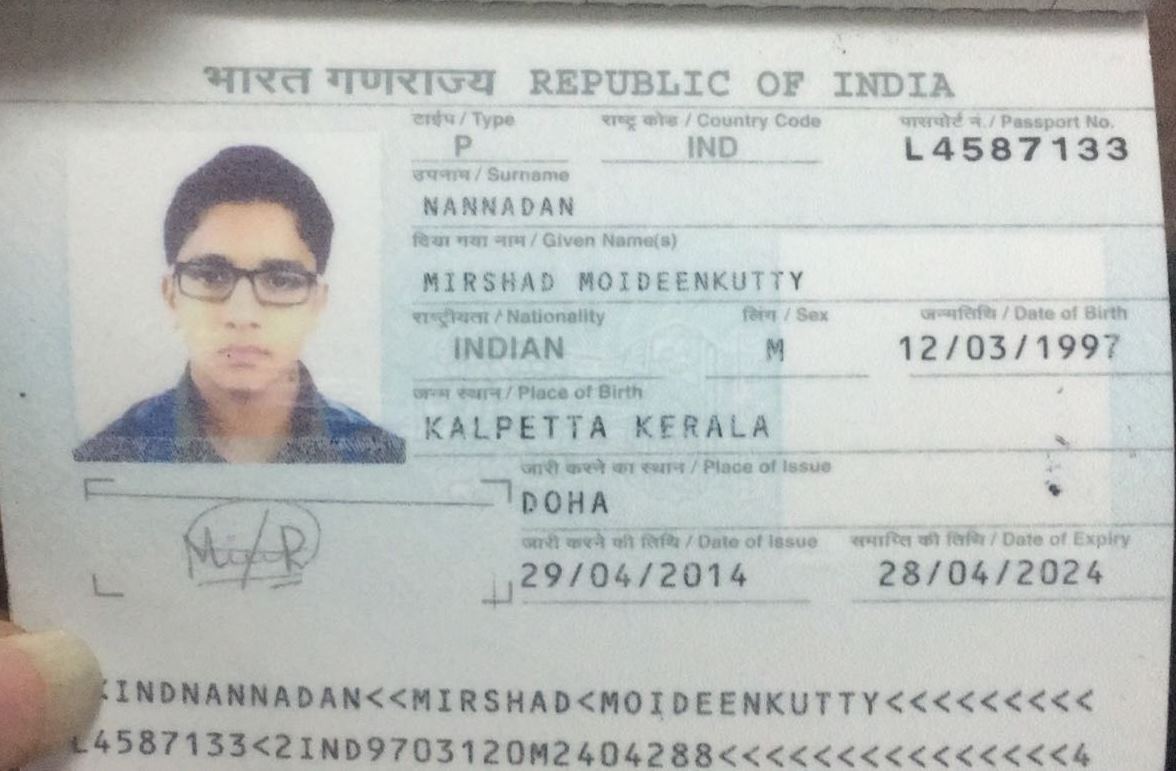 भारत गणराज्य REPUBLIC OF INDIA
टाईप / Type राष्ट्र कोड / Country Code पासपोर्ट न. / Passport No.
P IND L4587133
उपनाम / Surname
NANNADAN
दिया गया नाम / Given Name(s)
MIRSHAD MOIDEENKUTTY
राष्ट्रीयता / Nationality लिंग / Sex जन्मतिथि / Date of Birth
INDIAN M 12/03/1997
जन्म स्थान / Place of Birth
KALPETTA KERALA
जारी करने का स्थान / Place of Issue
DOHA
जारी करने की तिथि / Date of Issue समाप्ति की तिथि / Date of Expiry
29/04/2014 28/04/2024
<INDNANNADAN<<MIRSHAD<MOIDEENKUTTY<<<<<<<<<
L4587133<2IND9703120M2404288<<<<<<<<<<<<<<<4